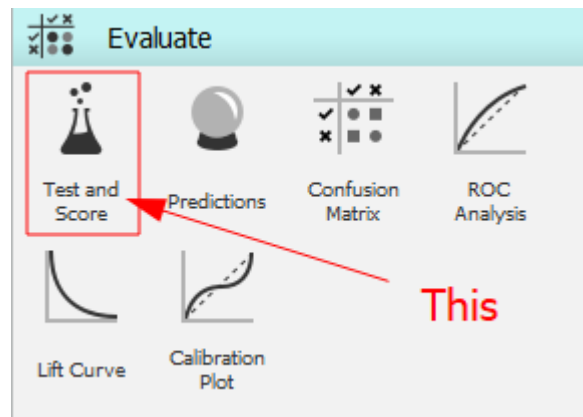 Evaluate
Test and
Score
Predictions
Confusion
Matrix
ROC
Analysis
This
Lift Curve
Calibration
Plot